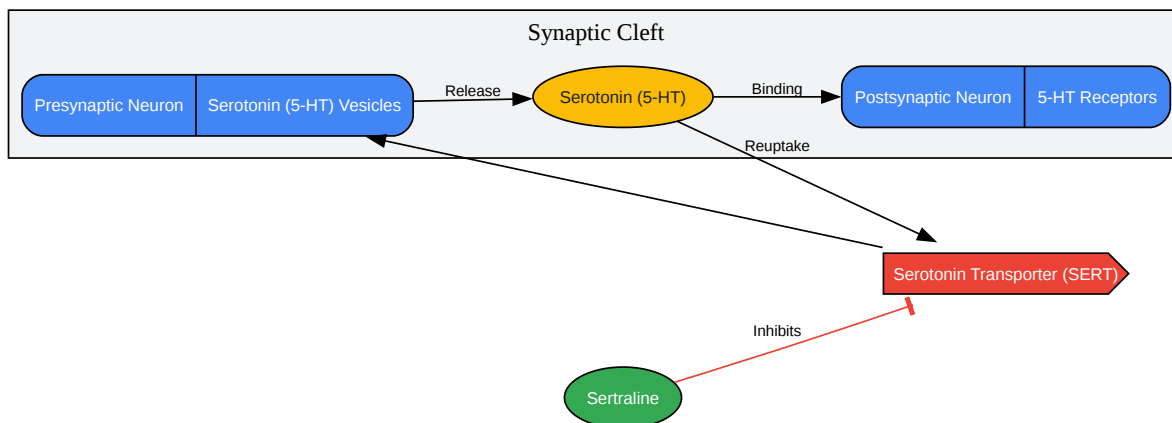 Synaptic Cleft
Presynaptic Neuron
Serotonin (5-HT) Vesicles
Release
Serotonin (5-HT)
Binding
Postsynaptic Neuron
5-HT Receptors
Reuptake
Serotonin Transporter (SERT)
Inhibits
Sertraline